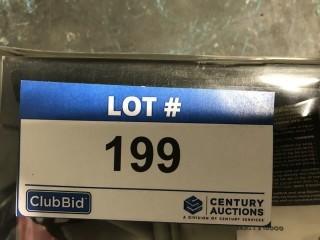 LOT #
199
ClubBid
CENTURY
AUCTIONS
A DIVISION OF CENTURY SERVICES